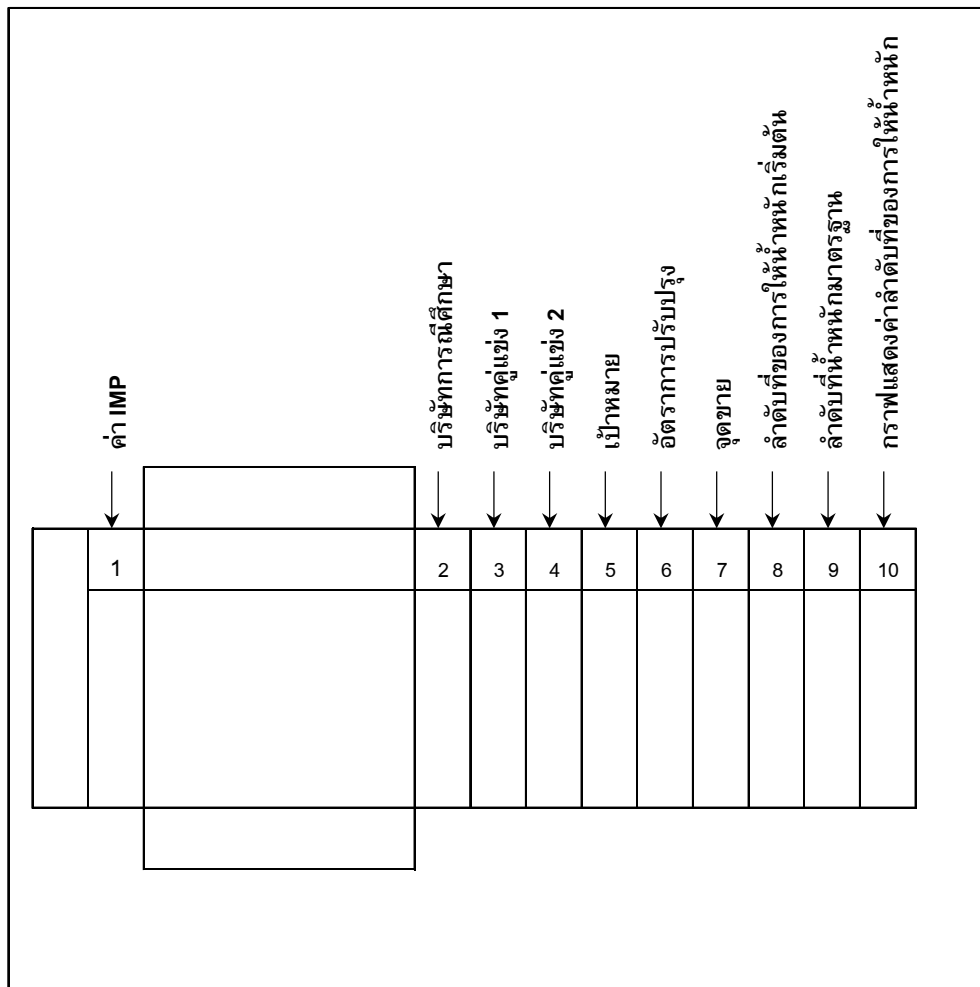 ค่า IMP
บริษัทการณีศึกษา
บริษัทคู่แข่ง 1
บริษัทคู่แข่ง 2
เป้าหมาย
อัตราการปรับปรุง
จุดขาย
ลำดับที่ของการให้น้ำหนักเริ่มต้น
ลำดับที่น้ำหนักมาตรฐาน
กราฟแสดงค่าลำดับที่ของการให้น้ำหนัก
1 2 3 4 5 6 7 8 9 10